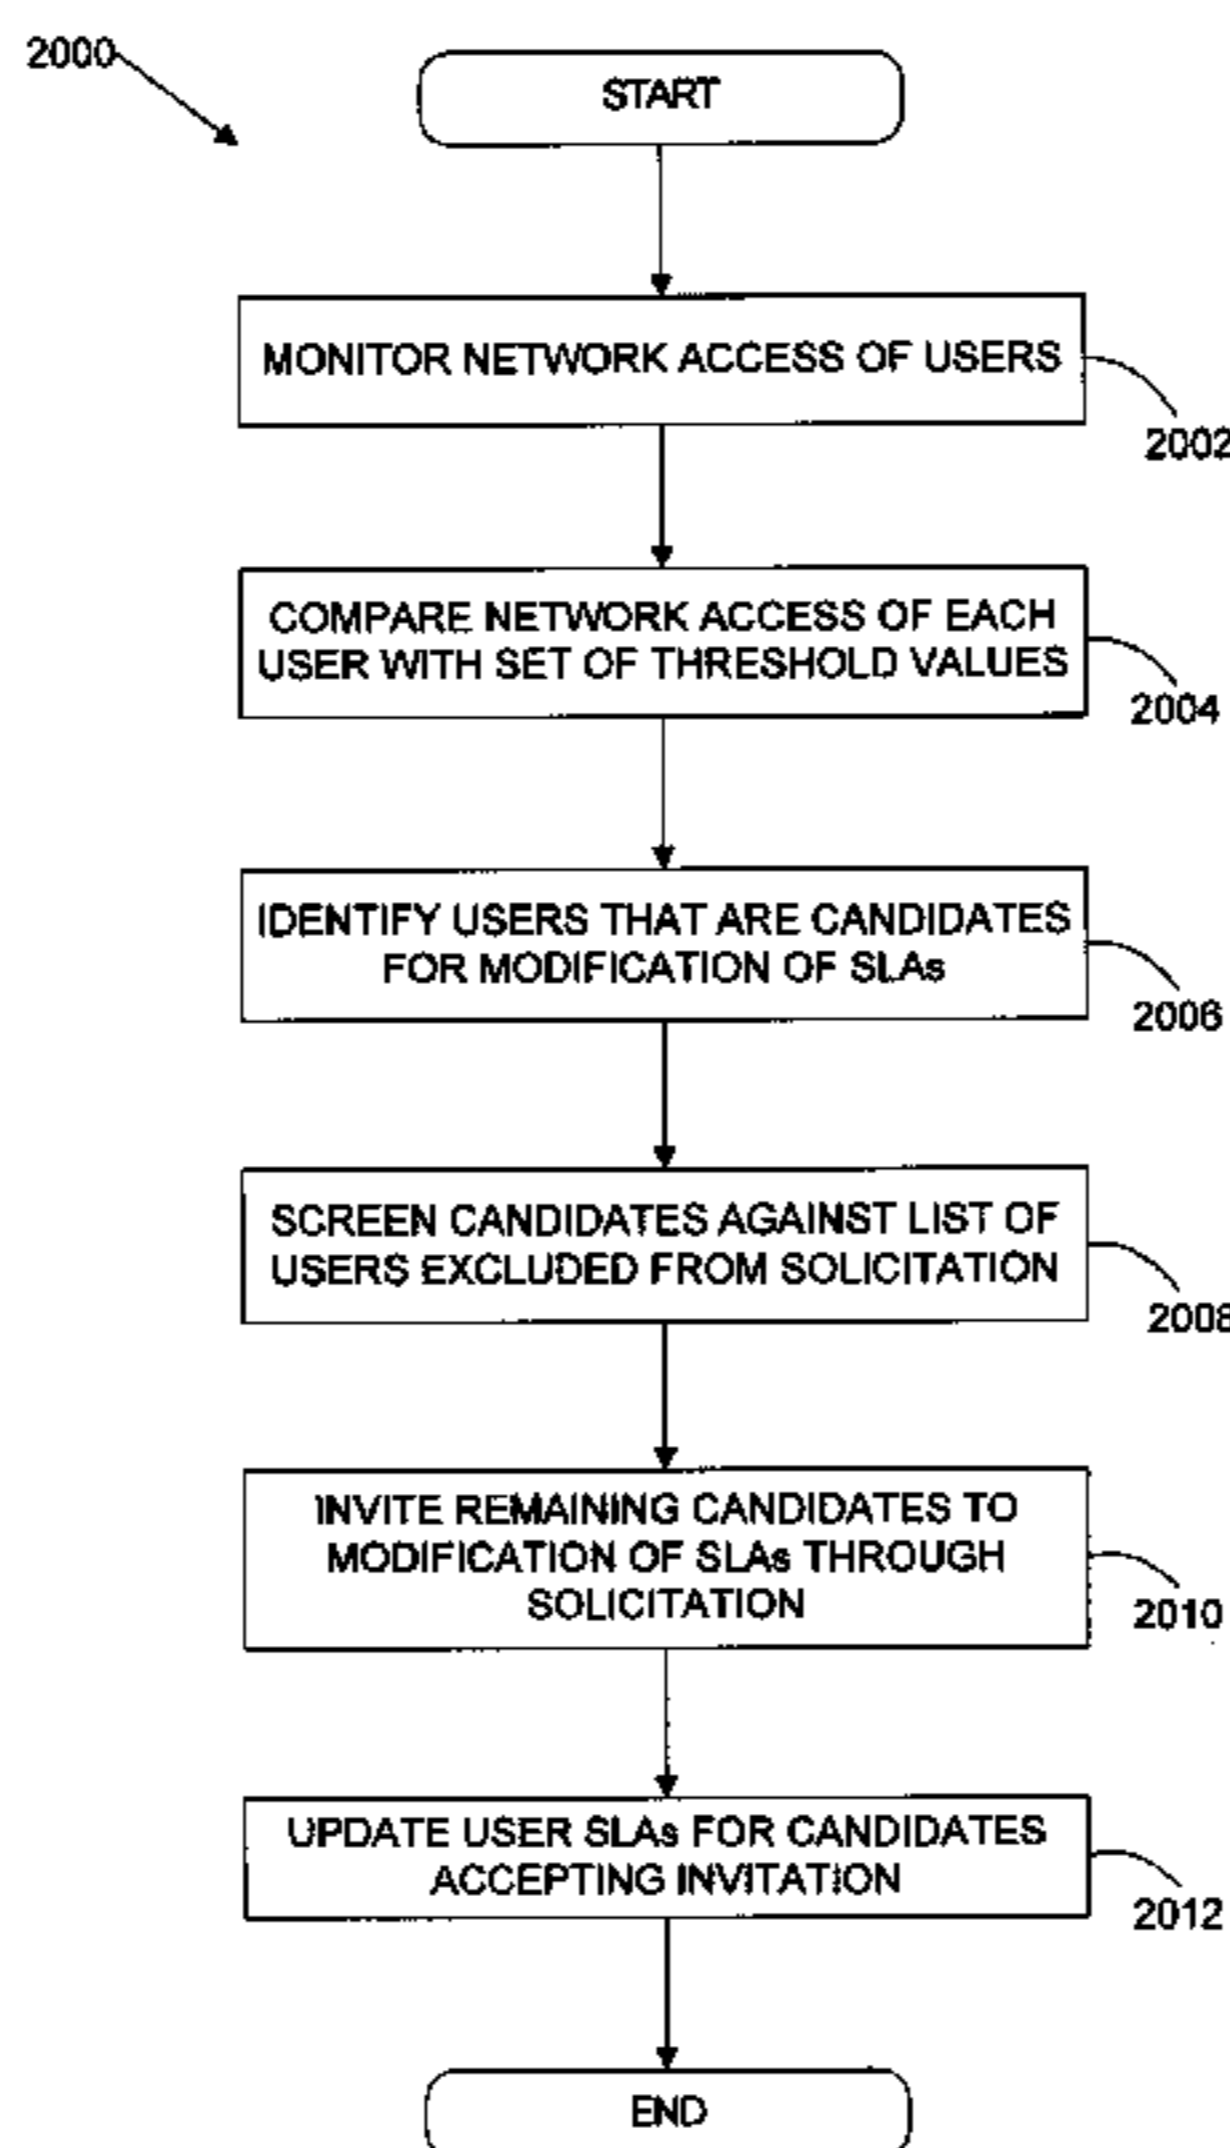 2000
START
MONITOR NETWORK ACCESS OF USERS
2002
COMPARE NETWORK ACCESS OF EACH
USER WITH SET OF THRESHOLD VALUES
2004
IDENTIFY USERS THAT ARE CANDIDATES
FOR MODIFICATION OF SLAs
2006
SCREEN CANDIDATES AGAINST LIST OF
USERS EXCLUDED FROM SOLICITATION
2008
INVITE REMAINING CANDIDATES TO
MODIFICATION OF SLAs THROUGH
SOLICITATION
2010
UPDATE USER SLAs FOR CANDIDATES
ACCEPTING INVITATION
2012
END